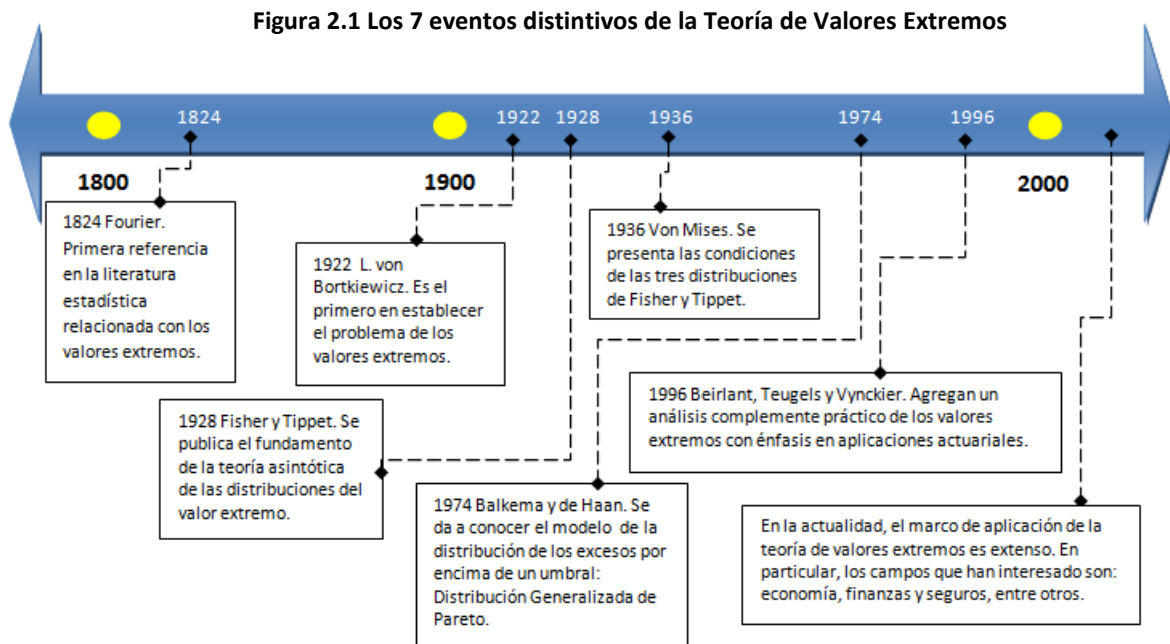 Figura 2.1 Los 7 eventos distintivos de la Teoría de Valores Extremos
1824
1922
1928
1936
1974
1996
1800
1900
2000
1824 Fourier.
Primera referencia
en la literatura
estadística
relacionada con los
valores extremos.
1922 L. von
Bortkiewicz. Es el
primero en establecer
el problema de los
valores extremos.
1936 Von Mises. Se
presenta las condiciones
de las tres distribuciones
de Fisher y Tippet.
1928 Fisher y Tippet. Se
publica el fundamento
de la teoría asintótica
de las distribuciones del
valor extremo.
1996 Beirlant, Teugels y Vynckier. Agregan un
análisis complemente práctico de los valores
extremos con énfasis en aplicaciones actuariales.
1974 Balkema y de Haan. Se
da a conocer el modelo de la
distribución de los excesos por
encima de un umbral:
Distribución Generalizada de
Pareto.
En la actualidad, el marco de aplicación de la
teoría de valores extremos es extenso. En
particular, los campos que han interesado son:
economía, finanzas y seguros, entre otros.